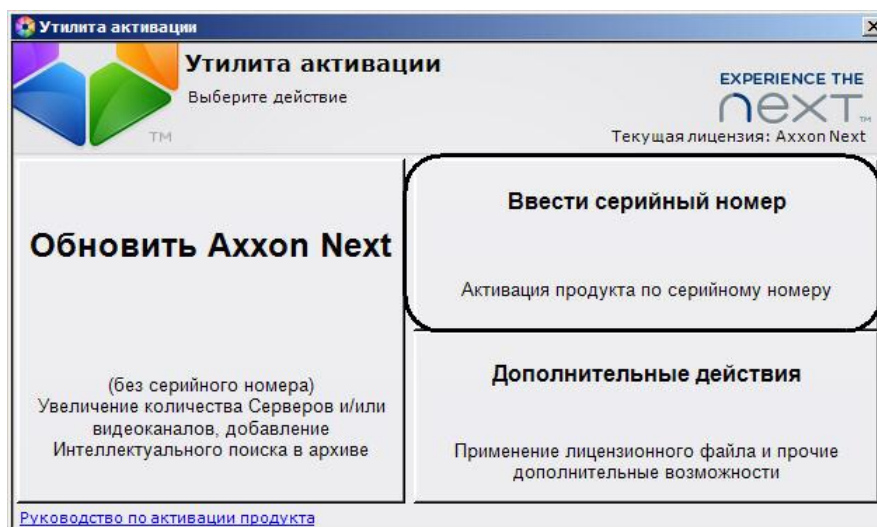 Утилита активации
Утилита активации
Выберите действие
TM
EXPERIENCE THE
next
TM
Текущая лицензия: Axxon Next
Обновить Axxon Next
(без серийного номера)
Увеличение количества Серверов и/или
видеоканалов, добавление
Интеллектуального поиска в архиве
Ввести серийный номер
Активация продукта по серийному номеру
Дополнительные действия
Применение лицензионного файла и прочие
дополнительные возможности
Руководство по активации продукта